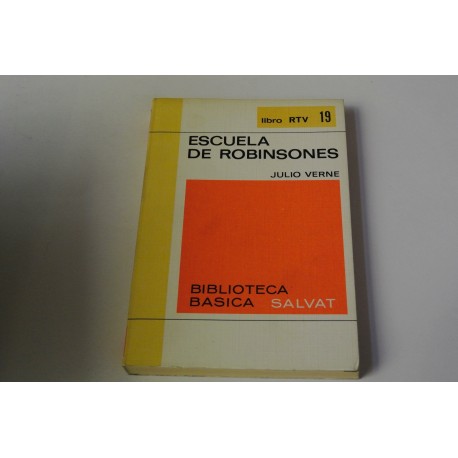 libro RTV 19
ESCUELA
DE ROBINSONES
JULIO VERNE
BIBLIOTECA
BASICA SALVAT